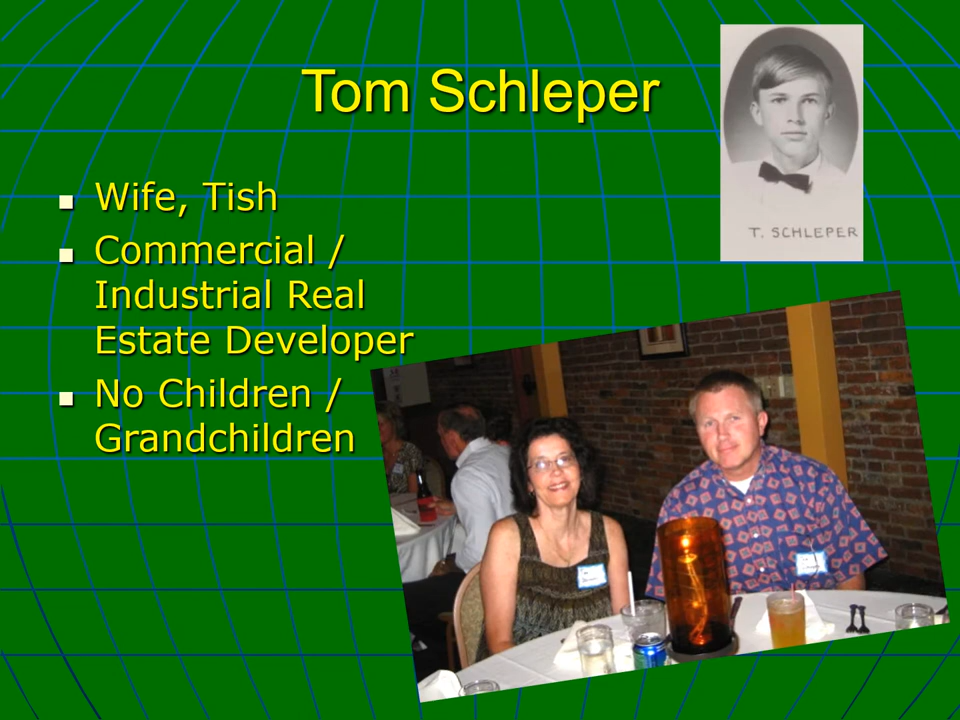 Tom Schleper
T. SCHLEPER
Wife, Tish
Commercial /
Industrial Real
Estate Developer
No Children /
Grandchildren